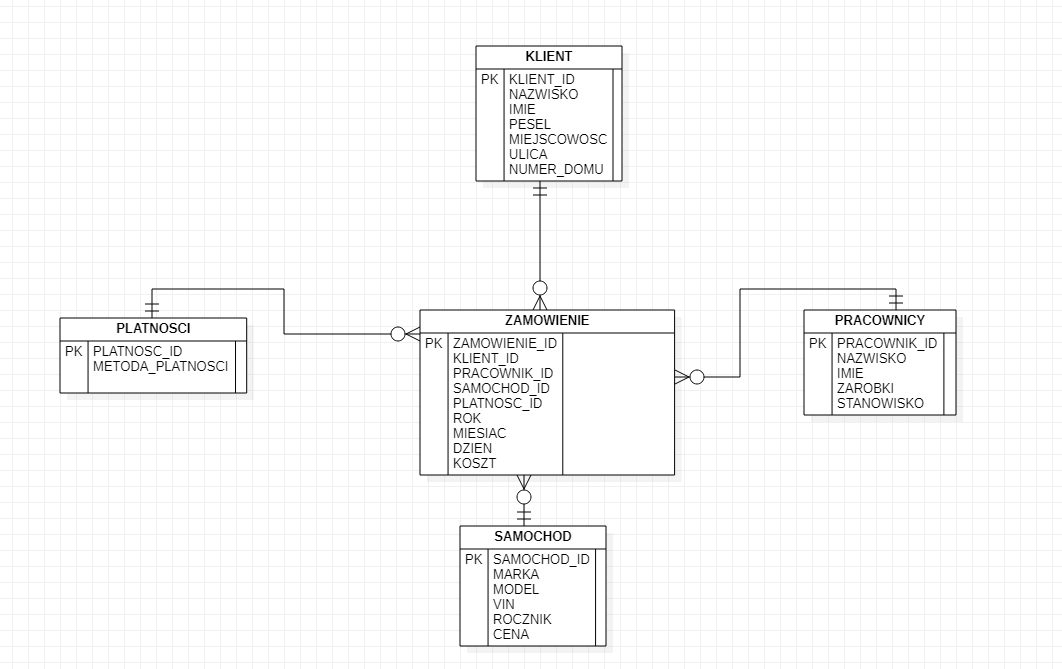 KLIENT
PK KLIENT_ID
NAZWISKO
IMIE
PESEL
MIEJSCOWOSC
ULICA
NUMER_DOMU
PLATNOSCI
PK PLATNOSC_ID
METODA_PLATNOSCI
ZAMOWIENIE
PK ZAMOWIENIE_ID
KLIENT_ID
PRACOWNIK_ID
SAMOCHOD_ID
PLATNOSC_ID
ROK
MIESIAC
DZIEN
KOSZT
PRACOWNICY
PK PRACOWNIK_ID
NAZWISKO
IMIE
ZAROBKI
STANOWISKO
SAMOCHOD
PK SAMOCHOD_ID
MARKA
MODEL
VIN
ROCZNIK
CENA